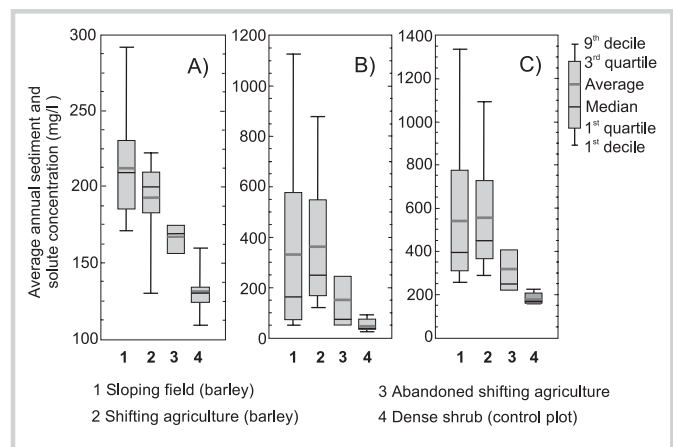 Average annual sediment and
solute concentration (mg/l)
300
250
200
150
100
A)
1 2 3 4
1200
1000
800
600
400
200
0
B)
1 2 3 4
1400
1200
1000
800
600
400
200
0
C)
1 2 3 4
9th decile
3rd quartile
Average
Median
1st quartile
1st decile
1 Sloping field (barley)
2 Shifting agriculture (barley)
3 Abandoned shifting agriculture
4 Dense shrub (control plot)